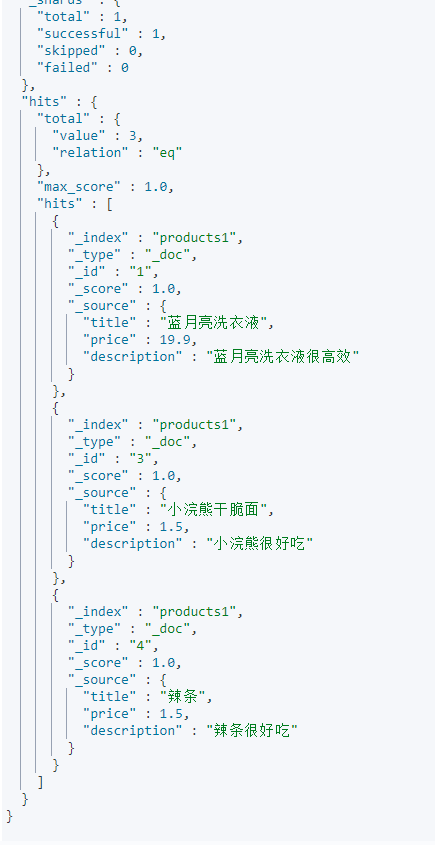 "_shards" : {
"total" : 1,
"successful" : 1,
"skipped" : 0,
"failed" : 0
},
"hits" : {
"total" : {
"value" : 3,
"relation" : "eq"
},
"max_score" : 1.0,
"hits" : [
{
"_index" : "products1",
"_type" : "_doc",
"_id" : "1",
"_score" : 1.0,
"_source" : {
"title" : "蓝月亮洗衣液",
"price" : 19.9,
"description" : "蓝月亮洗衣液很高效"
}
},
{
"_index" : "products1",
"_type" : "_doc",
"_id" : "3",
"_score" : 1.0,
"_source" : {
"title" : "小浣熊干脆面",
"price" : 1.5,
"description" : "小浣熊很好吃"
}
},
{
"_index" : "products1",
"_type" : "_doc",
"_id" : "4",
"_score" : 1.0,
"_source" : {
"title" : "辣条",
"price" : 1.5,
"description" : "辣条很好吃"
}
}
]
}
}